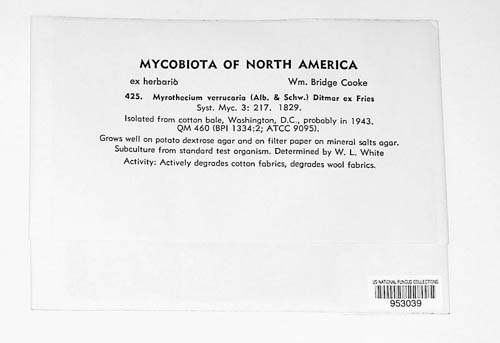 MYCOBIOTA OF NORTH AMERICA
ex herbario Wm. Bridge Cooke
425. Myrothecium verrucaria (Alb. & Schw.) Ditmar ex Fries
Syst. Myc. 3: 217. 1829.
Isolated from cotton bale, Washington, D.C., probably in 1943.
QM 460 (BPI 1334:2; ATCC 9095).
Grows well on potato dextrose agar and on filter paper on mineral salts agar.
Subculture from standard test organism. Determined by W. L. White
Activity: Actively degrades cotton fabrics, degrades wool fabrics.
US NATIONAL FUNGUS COLLECTIONS
953039